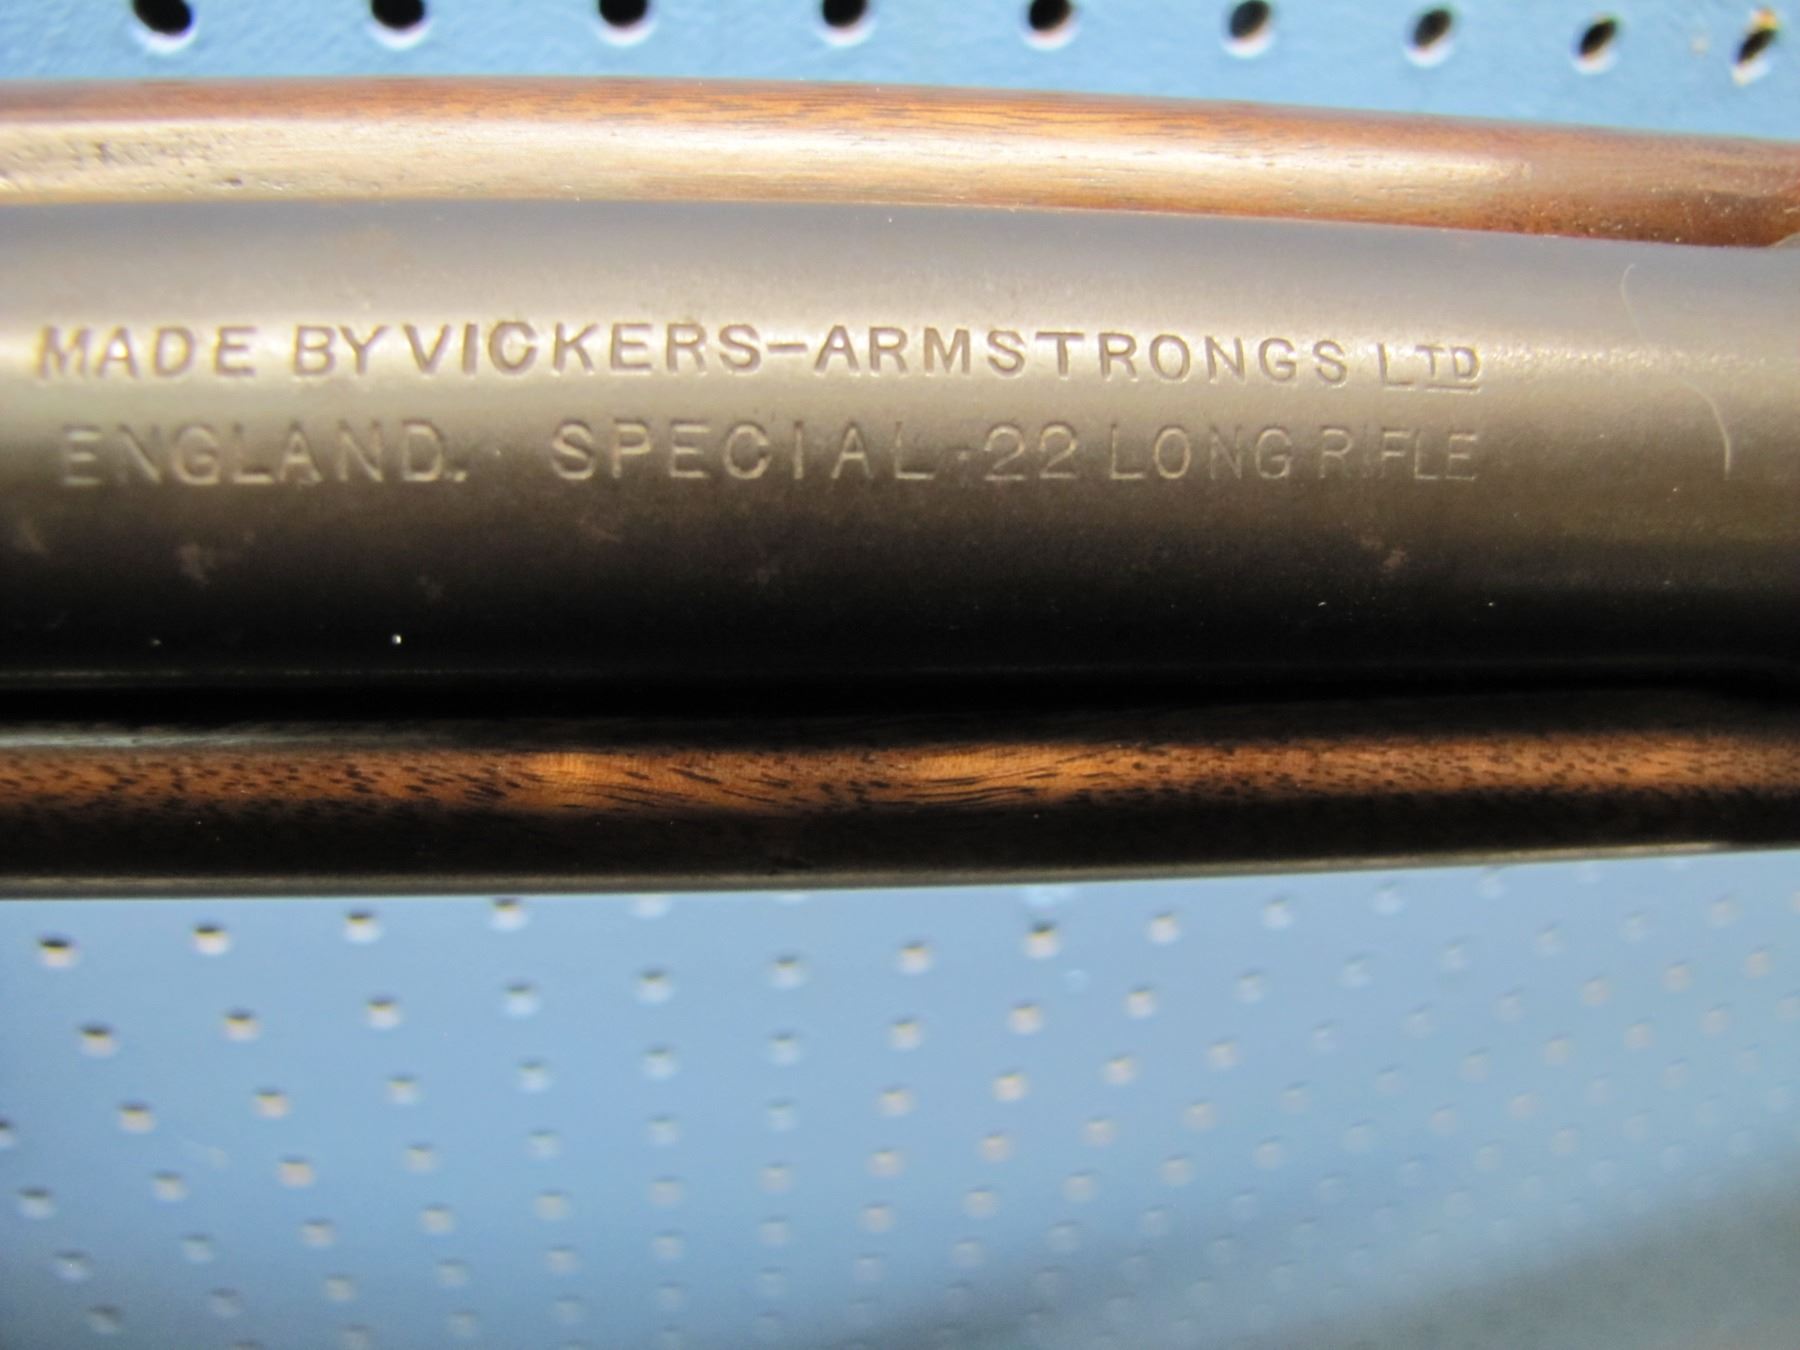 MADE BY VICKERS-ARMSTRONGS LTD
ENGLAND. SPECIAL ·22 LONG RIFLE